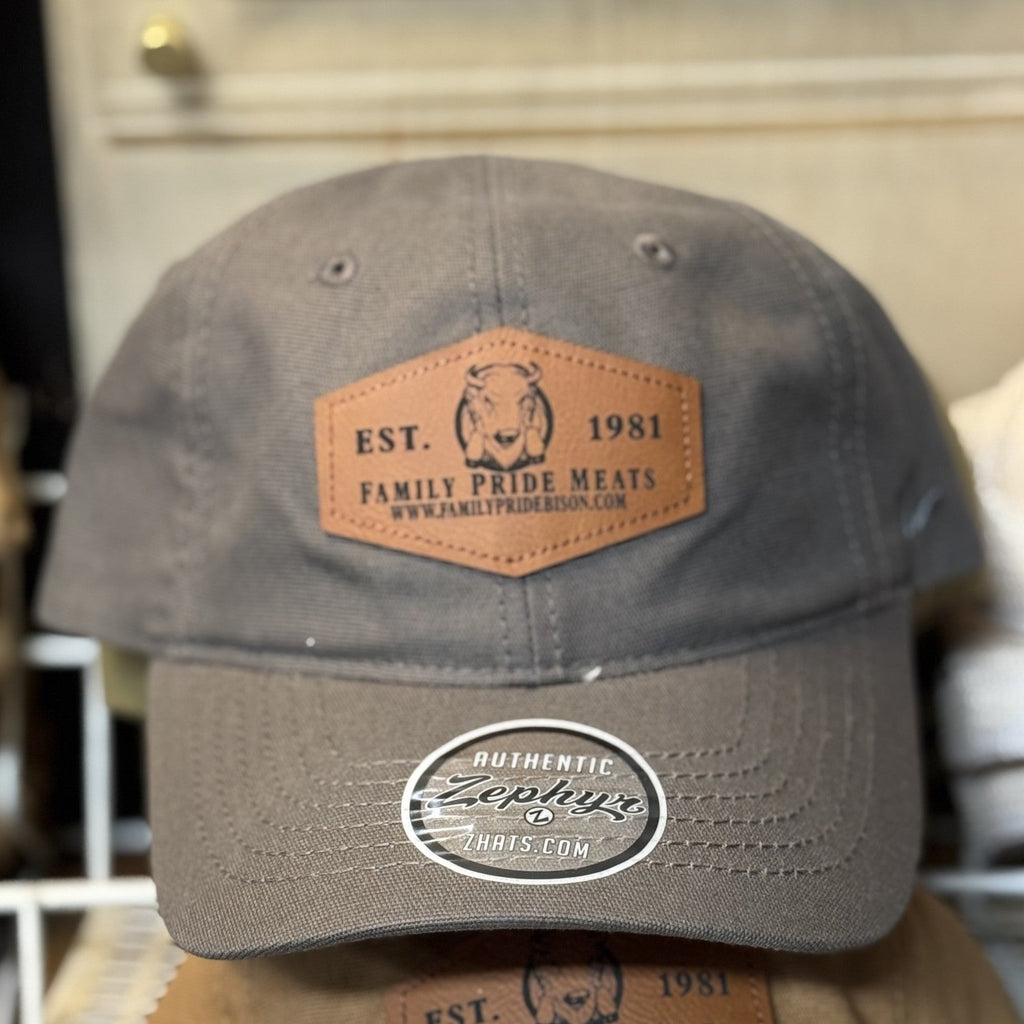 EST. 1981
FAMILY PRIDE MEATS
WWW.FAMILYPRIDEBISON.COM
AUTHENTIC
Zephyr
Z
ZHATS.COM
EST. 1981